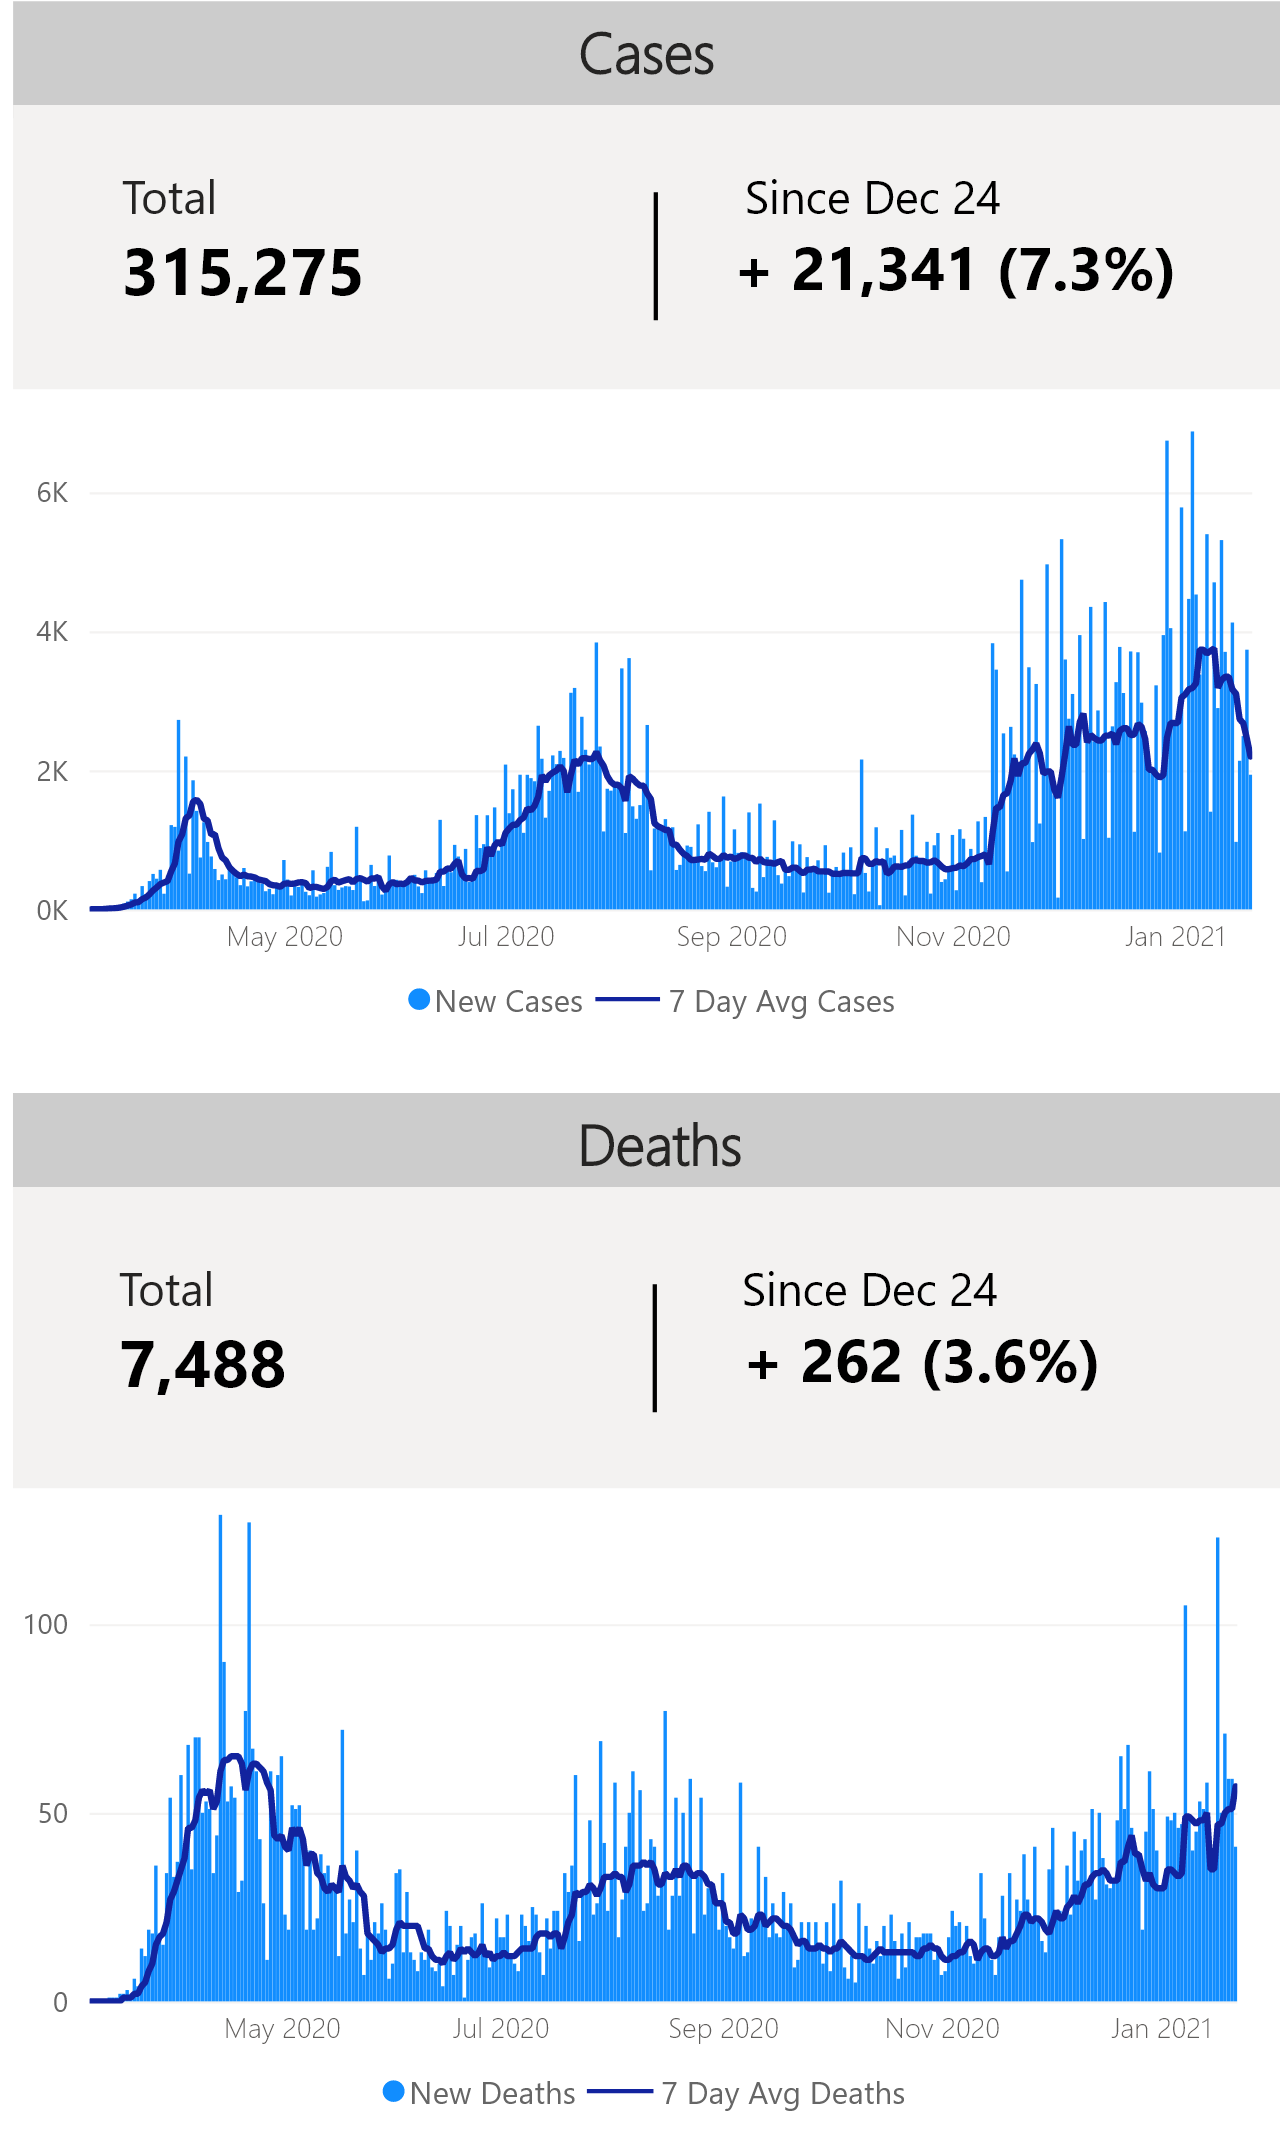 Cases
Total
Since Dec 24
315,275
+ 21,341 (7.3%)
6K
4K
2K
0K
May 2020
Jul 2020
Sep 2020
Nov 2020
Jan 2021
New Cases
7 Day Avg Cases
Deaths
Total
Since Dec 24
7,488
+ 262 (3.6%)
100
50
0
May 2020
Jul 2020
Sep 2020
Nov 2020
Jan 2021
New Deaths
7 Day Avg Deaths